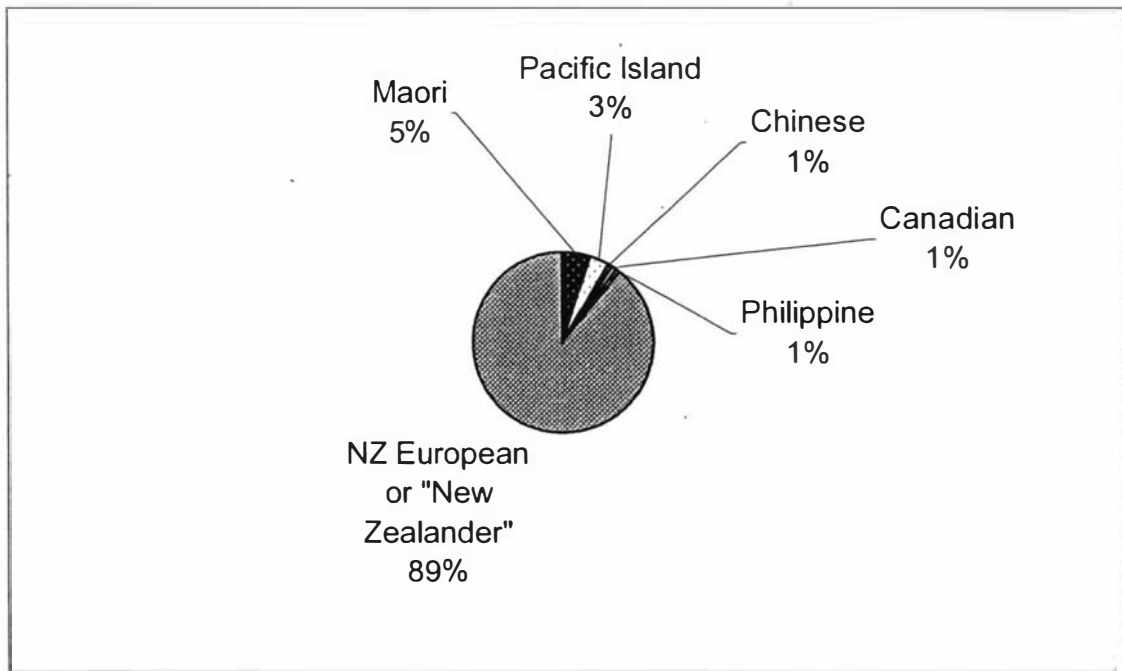 Pacific Island
3%
Maori
5%
Chinese
1%
Canadian
1%
Philippine
1%
NZ European
or "New
Zealander"
89%